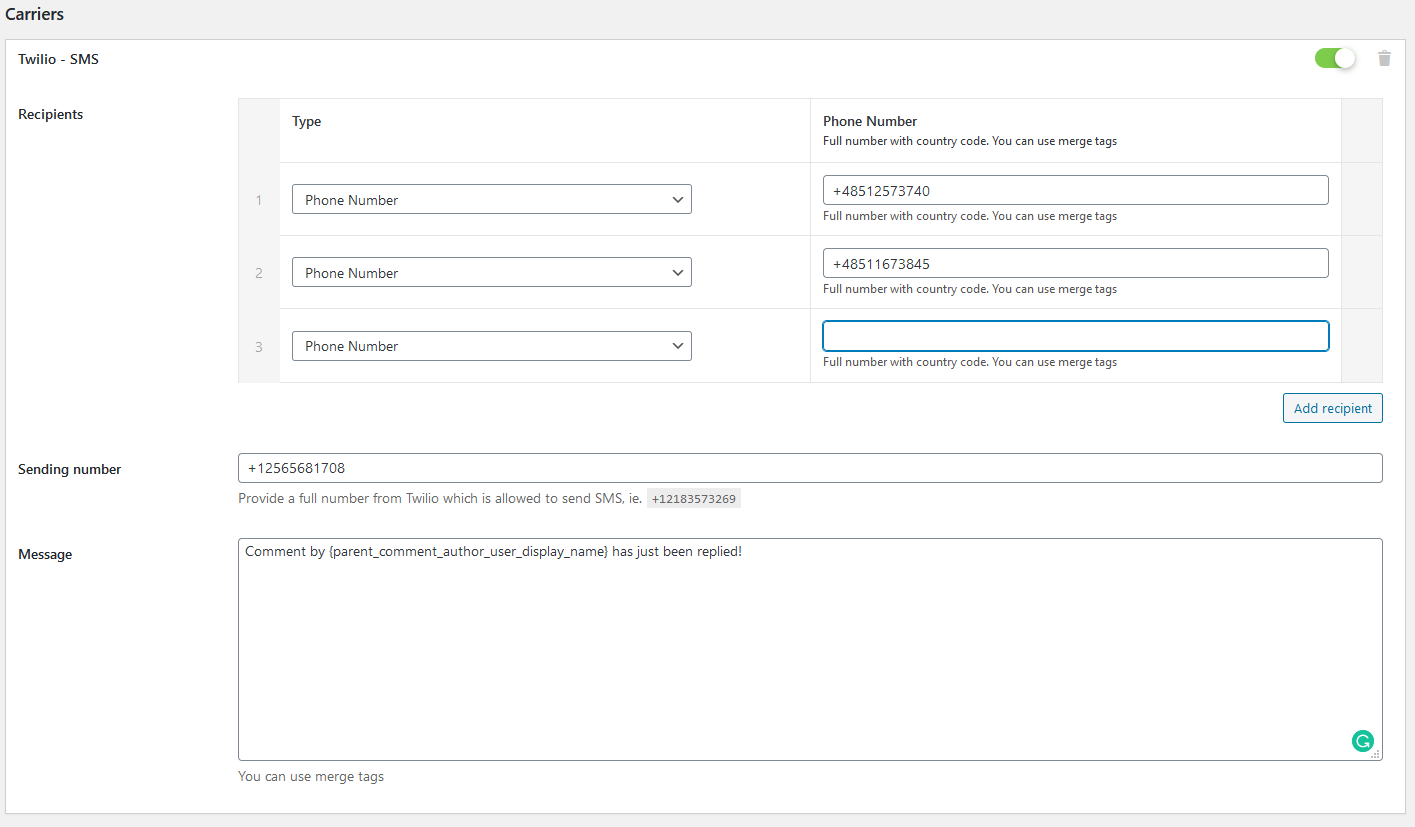 Carriers
Twilio - SMS
Recipients
Type
Phone Number
Full number with country code. You can use merge tags
1
Phone Number
+48512573740
Full number with country code. You can use merge tags
2
Phone Number
+48511673845
Full number with country code. You can use merge tags
3
Phone Number
Full number with country code. You can use merge tags
Add recipient
Sending number
+12565681708
Provide a full number from Twilio which is allowed to send SMS, ie. +12183573269
Message
Comment by {parent_comment_author_user_display_name} has just been replied!
You can use merge tags